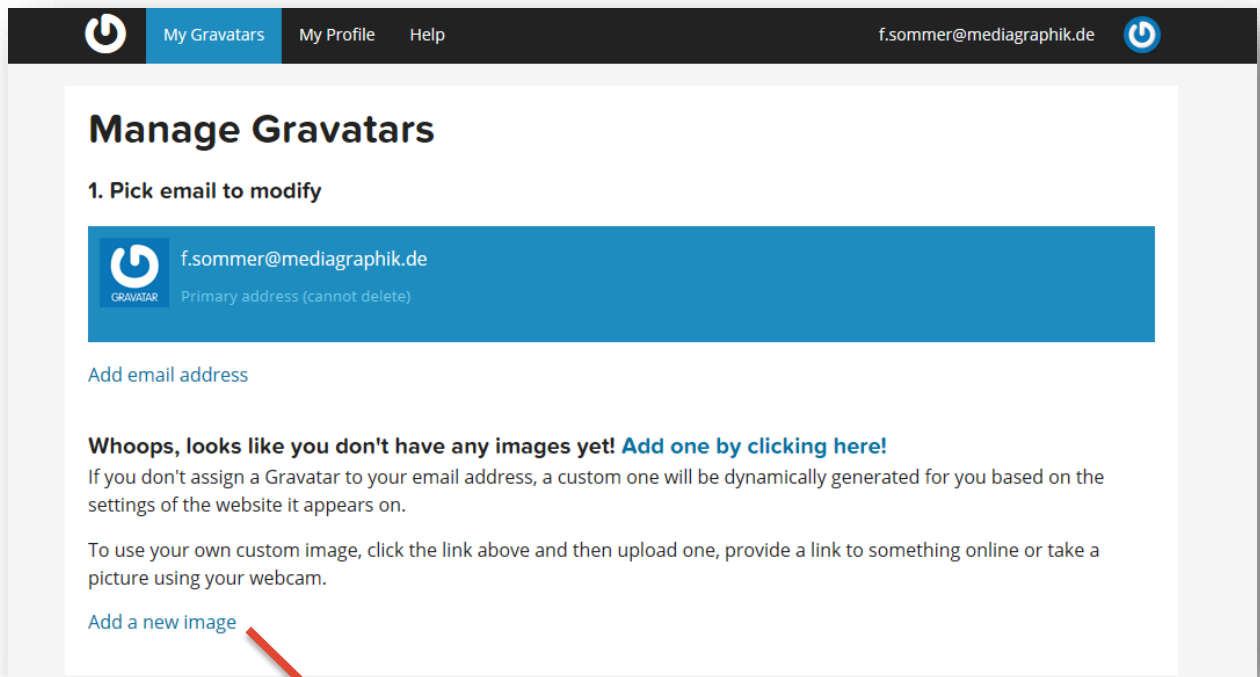 My Gravatars My Profile Help f.sommer@mediagraphik.de
Manage Gravatars
1. Pick email to modify
f.sommer@mediagraphik.de
GRAVATAR Primary address (cannot delete)
Add email address
Whoops, looks like you don't have any images yet! Add one by clicking here!
If you don't assign a Gravatar to your email address, a custom one will be dynamically generated for you based on the
settings of the website it appears on.
To use your own custom image, click the link above and then upload one, provide a link to something online or take a
picture using your webcam.
Add a new image